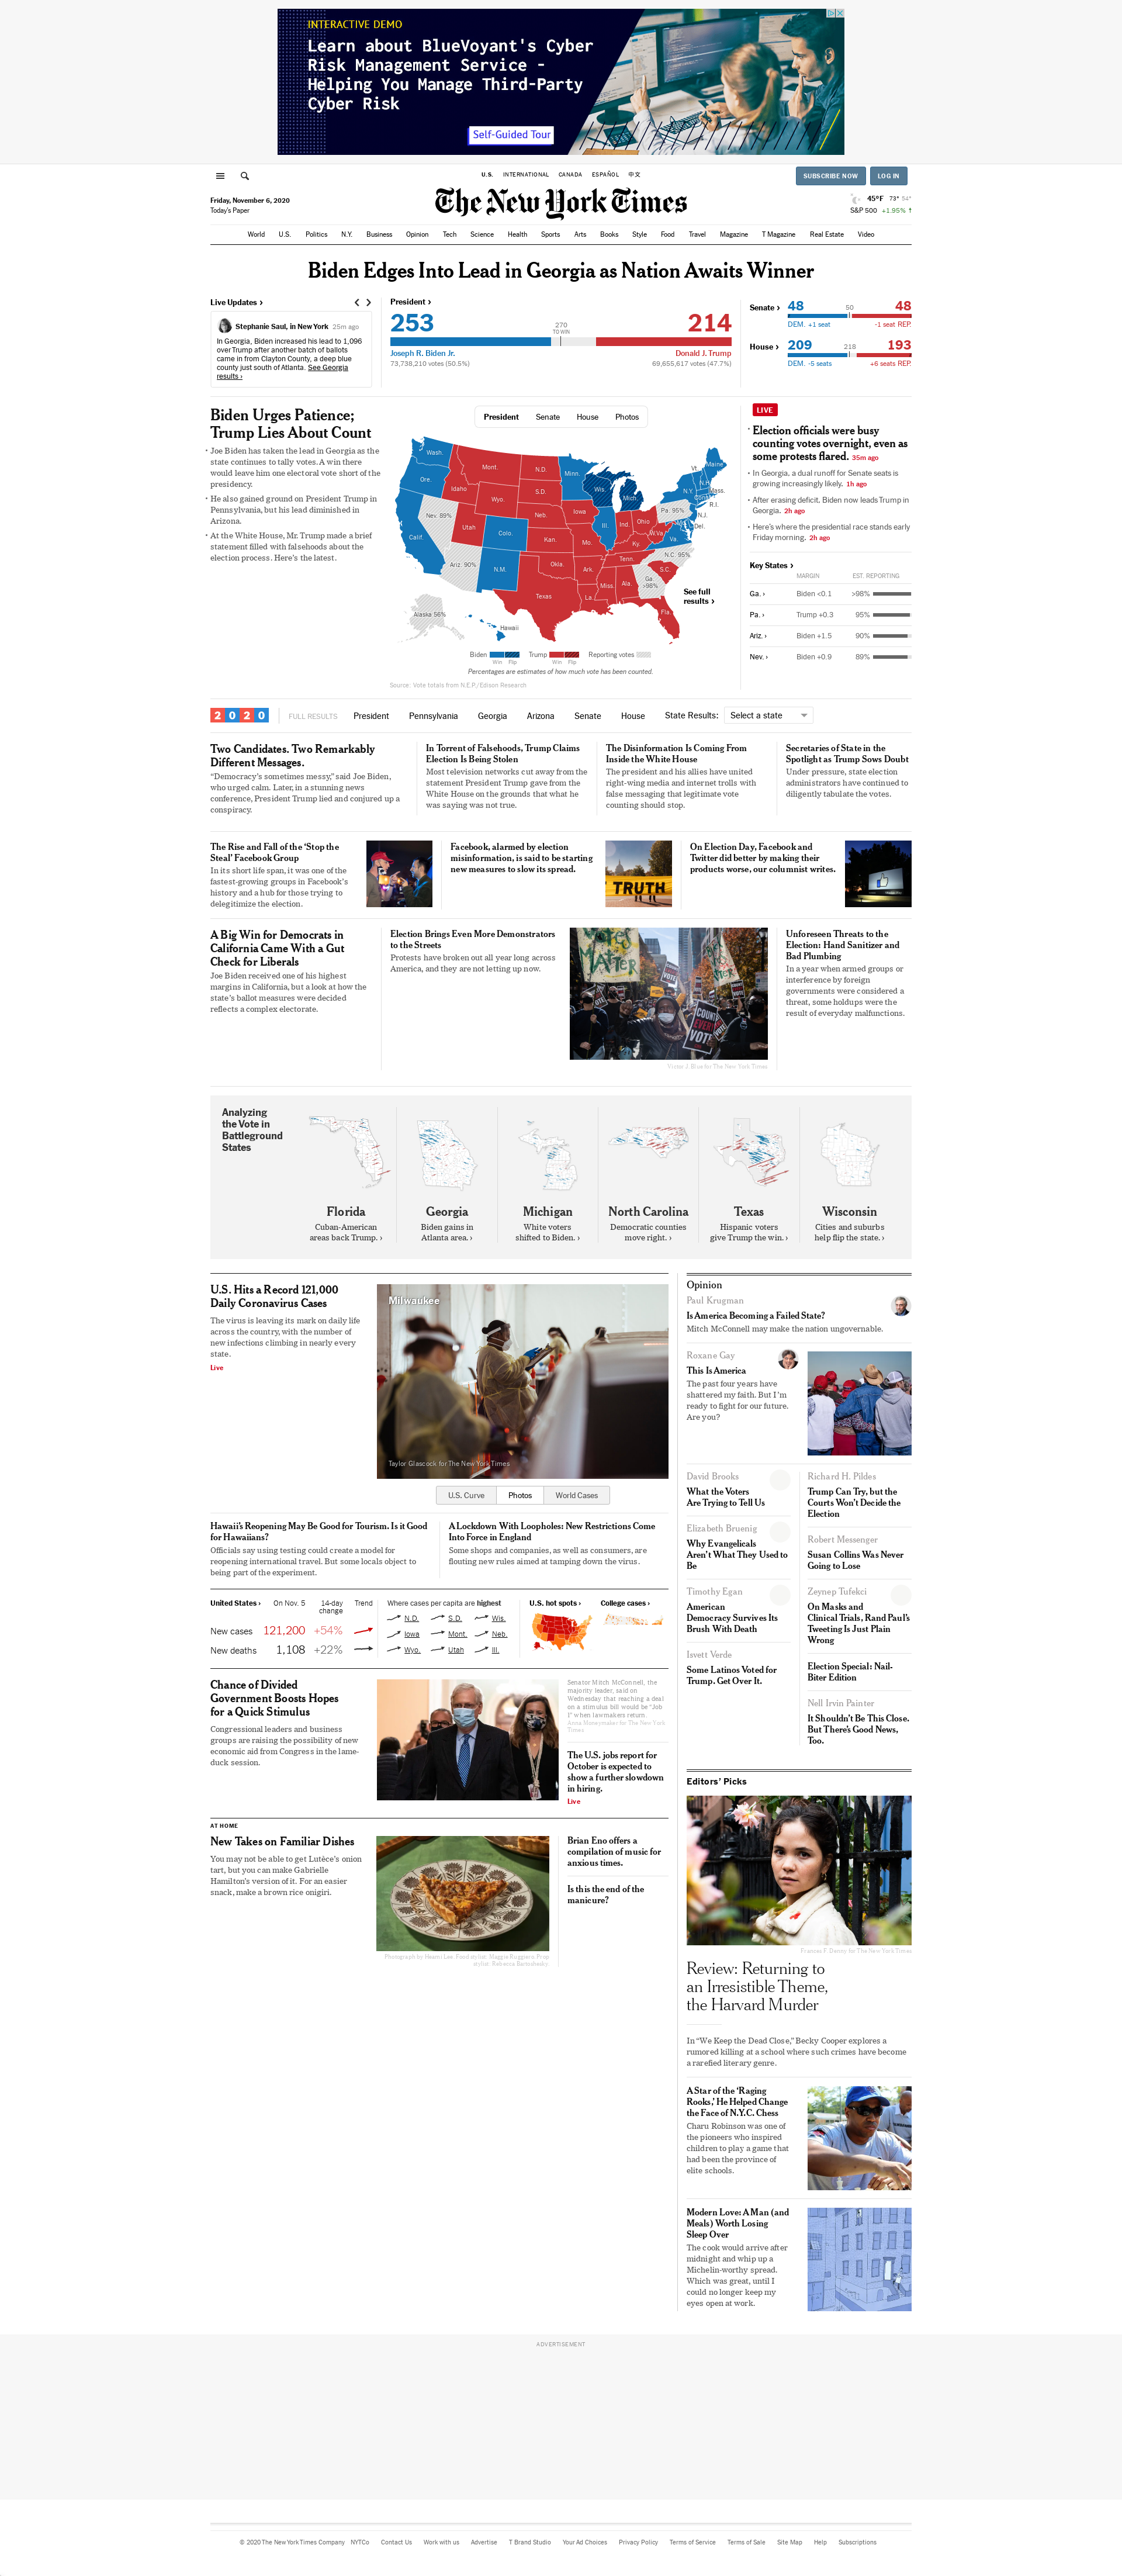 INTERACTIVE DEMO
Learn about BlueVoyant's Cyber
Risk Management Service -
Helping You Manage Third-Party
Cyber Risk
Self-Guided Tour
U.S. INTERNATIONAL CANADA ESPAÑOL 中文
SUBSCRIBE NOW LOG IN
Friday, November 6, 2020
Today's Paper
The New York Times
45°F 73° 54°
S&P 500 +1.95% ↑
World U.S. Politics N.Y. Business Opinion Tech Science Health Sports Arts Books Style Food Travel Magazine T Magazine Real Estate Video
Biden Edges Into Lead in Georgia as Nation Awaits Winner
Live Updates ›
Stephanie Saul, in New York 25m ago
In Georgia, Biden increased his lead to 1,096
over Trump after another batch of ballots
came in from Clayton County, a deep blue
county just south of Atlanta. See Georgia
results ›
President ›
253
270
TO WIN
214
Joseph R. Biden Jr.
Donald J. Trump
73,738,210 votes (50.5%)
69,655,617 votes (47.7%)
Senate › 48 50 48
DEM. +1 seat -1 seat REP.
House › 209 218 193
DEM. -5 seats +6 seats REP.
Biden Urges Patience;
Trump Lies About Count
• Joe Biden has taken the lead in Georgia as the
state continues to tally votes. A win there
would leave him one electoral vote short of the
presidency.
• He also gained ground on President Trump in
Pennsylvania, but his lead diminished in
Arizona.
• At the White House, Mr. Trump made a brief
statement filled with falsehoods about the
election process. Here's the latest.
President Senate House Photos
Wash.
Ore.
Calif.
Nev. 89%
Idaho
Mont.
Wyo.
Utah
Ariz. 90%
Colo.
N.M.
N.D.
S.D.
Neb.
Kan.
Okla.
Texas
Minn.
Iowa
Mo.
Ark.
La.
Wis.
Ill.
Mich.
Ind.
Ohio
Ky.
Tenn.
Miss.
Ala.
Ga.
>98%
Fla.
S.C.
N.C. 95%
Va.
W.Va.
Pa. 95%
N.Y.
Vt.
Maine
N.H.
Mass.
Conn.
R.I.
N.J.
Del.
Alaska 56%
Hawaii
See full
results ›
Biden Trump Reporting votes
Win Flip Win Flip
Percentages are estimates of how much vote has been counted.
Source: Vote totals from N.E.P./Edison Research
LIVE
• Election officials were busy
counting votes overnight, even as
some protests flared. 35m ago
• In Georgia, a dual runoff for Senate seats is
growing increasingly likely. 1h ago
• After erasing deficit, Biden now leads Trump in
Georgia. 2h ago
• Here's where the presidential race stands early
Friday morning. 2h ago
Key States ›
MARGIN EST. REPORTING
Ga. › Biden <0.1 >98%
Pa. › Trump +0.3 95%
Ariz. › Biden +1.5 90%
Nev. › Biden +0.9 89%
2020 FULL RESULTS President Pennsylvania Georgia Arizona Senate House State Results: Select a state
Two Candidates. Two Remarkably
Different Messages.
“Democracy's sometimes messy,” said Joe Biden,
who urged calm. Later, in a stunning news
conference, President Trump lied and conjured up a
conspiracy.
In Torrent of Falsehoods, Trump Claims
Election Is Being Stolen
Most television networks cut away from the
statement President Trump gave from the
White House on the grounds that what he
was saying was not true.
The Disinformation Is Coming From
Inside the White House
The president and his allies have united
right-wing media and internet trolls with
false messaging that legitimate vote
counting should stop.
Secretaries of State in the
Spotlight as Trump Sows Doubt
Under pressure, state election
administrators have continued to
diligently tabulate the votes.
The Rise and Fall of the ‘Stop the
Steal’ Facebook Group
In its short life span, it was one of the
fastest-growing groups in Facebook's
history and a hub for those trying to
delegitimize the election.
Facebook, alarmed by election
misinformation, is said to be starting
new measures to slow its spread.
TRUTH
On Election Day, Facebook and
Twitter did better by making their
products worse, our columnist writes.
A Big Win for Democrats in
California Came With a Gut
Check for Liberals
Joe Biden received one of his highest
margins in California, but a look at how the
state's ballot measures were decided
reflects a complex electorate.
Election Brings Even More Demonstrators
to the Streets
Protests have broken out all year long across
America, and they are not letting up now.
MATTER
VOTE
COUNT
EVERY
VOTE
Victor J. Blue for The New York Times
Unforeseen Threats to the
Election: Hand Sanitizer and
Bad Plumbing
In a year when armed groups or
interference by foreign
governments were considered a
threat, some holdups were the
result of everyday malfunctions.
Analyzing
the Vote in
Battleground
States
Florida
Cuban-American
areas back Trump. ›
Georgia
Biden gains in
Atlanta area. ›
Michigan
White voters
shifted to Biden. ›
North Carolina
Democratic counties
move right. ›
Texas
Hispanic voters
give Trump the win. ›
Wisconsin
Cities and suburbs
help flip the state. ›
U.S. Hits a Record 121,000
Daily Coronavirus Cases
The virus is leaving its mark on daily life
across the country, with the number of
new infections climbing in nearly every
state.
Live
Milwaukee
Taylor Glascock for The New York Times
U.S. Curve Photos World Cases
Hawaii's Reopening May Be Good for Tourism. Is it Good
for Hawaiians?
Officials say using testing could create a model for
reopening international travel. But some locals object to
being part of the experiment.
A Lockdown With Loopholes: New Restrictions Come
Into Force in England
Some shops and companies, as well as consumers, are
flouting new rules aimed at tamping down the virus.
United States › On Nov. 5 14-day
change Trend
New cases 121,200 +54%
New deaths 1,108 +22%
Where cases per capita are highest
N.D. S.D. Wis.
Iowa Mont. Neb.
Wyo. Utah Ill.
U.S. hot spots ›
College cases ›
Chance of Divided
Government Boosts Hopes
for a Quick Stimulus
Congressional leaders and business
groups are raising the possibility of new
economic aid from Congress in the lame-
duck session.
Senator Mitch McConnell, the
majority leader, said on
Wednesday that reaching a deal
on a stimulus bill would be “Job
1” when lawmakers return.
Anna Moneymaker for The New York
Times
The U.S. jobs report for
October is expected to
show a further slowdown
in hiring.
Live
AT HOME
New Takes on Familiar Dishes
You may not be able to get Lutèce's onion
tart, but you can make Gabrielle
Hamilton's version of it. For an easier
snack, make a brown rice onigiri.
Photograph by Heami Lee. Food stylist: Maggie Ruggiero. Prop
stylist: Rebecca Bartoshesky.
Brian Eno offers a
compilation of music for
anxious times.
Is this the end of the
manicure?
Opinion
Paul Krugman
Is America Becoming a Failed State?
Mitch McConnell may make the nation ungovernable.
Roxane Gay
This Is America
The past four years have
shattered my faith. But I'm
ready to fight for our future.
Are you?
David Brooks
What the Voters
Are Trying to Tell Us
Elizabeth Bruenig
Why Evangelicals
Aren't What They Used to
Be
Timothy Egan
American
Democracy Survives Its
Brush With Death
Isvett Verde
Some Latinos Voted for
Trump. Get Over It.
Richard H. Pildes
Trump Can Try, but the
Courts Won't Decide the
Election
Robert Messenger
Susan Collins Was Never
Going to Lose
Zeynep Tufekci
On Masks and
Clinical Trials, Rand Paul's
Tweeting Is Just Plain
Wrong
Election Special: Nail-
Biter Edition
Nell Irvin Painter
It Shouldn't Be This Close.
But There's Good News,
Too.
Editors' Picks
Frances F. Denny for The New York Times
Review: Returning to
an Irresistible Theme,
the Harvard Murder
In “We Keep the Dead Close,” Becky Cooper explores a
rumored killing at a school where such crimes have become
a rarefied literary genre.
A Star of the ‘Raging
Rooks,’ He Helped Change
the Face of N.Y.C. Chess
Charu Robinson was one of
the pioneers who inspired
children to play a game that
had been the province of
elite schools.
Modern Love: A Man (and
Meals) Worth Losing
Sleep Over
The cook would arrive after
midnight and whip up a
Michelin-worthy spread.
Which was great, until I
could no longer keep my
eyes open at work.
ADVERTISEMENT
© 2020 The New York Times Company NYTCo Contact Us Work with us Advertise T Brand Studio Your Ad Choices Privacy Policy Terms of Service Terms of Sale Site Map Help Subscriptions